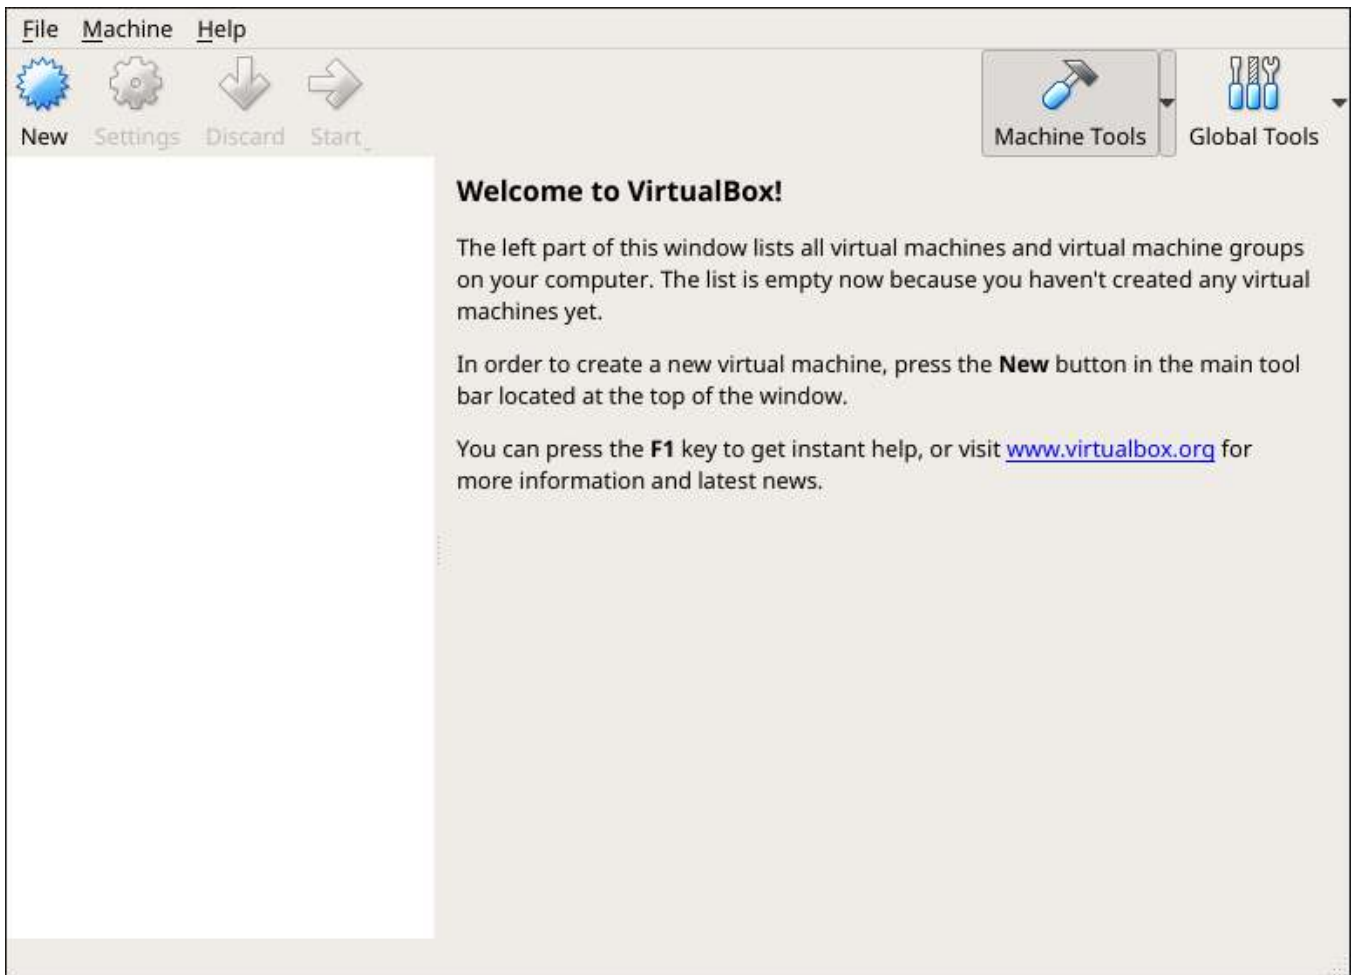 File Machine Help
New Settings Discard Start Machine Tools Global Tools
Welcome to VirtualBox!
The left part of this window lists all virtual machines and virtual machine groups
on your computer. The list is empty now because you haven't created any virtual
machines yet.
In order to create a new virtual machine, press the New button in the main tool
bar located at the top of the window.
You can press the F1 key to get instant help, or visit www.virtualbox.org for
more information and latest news.